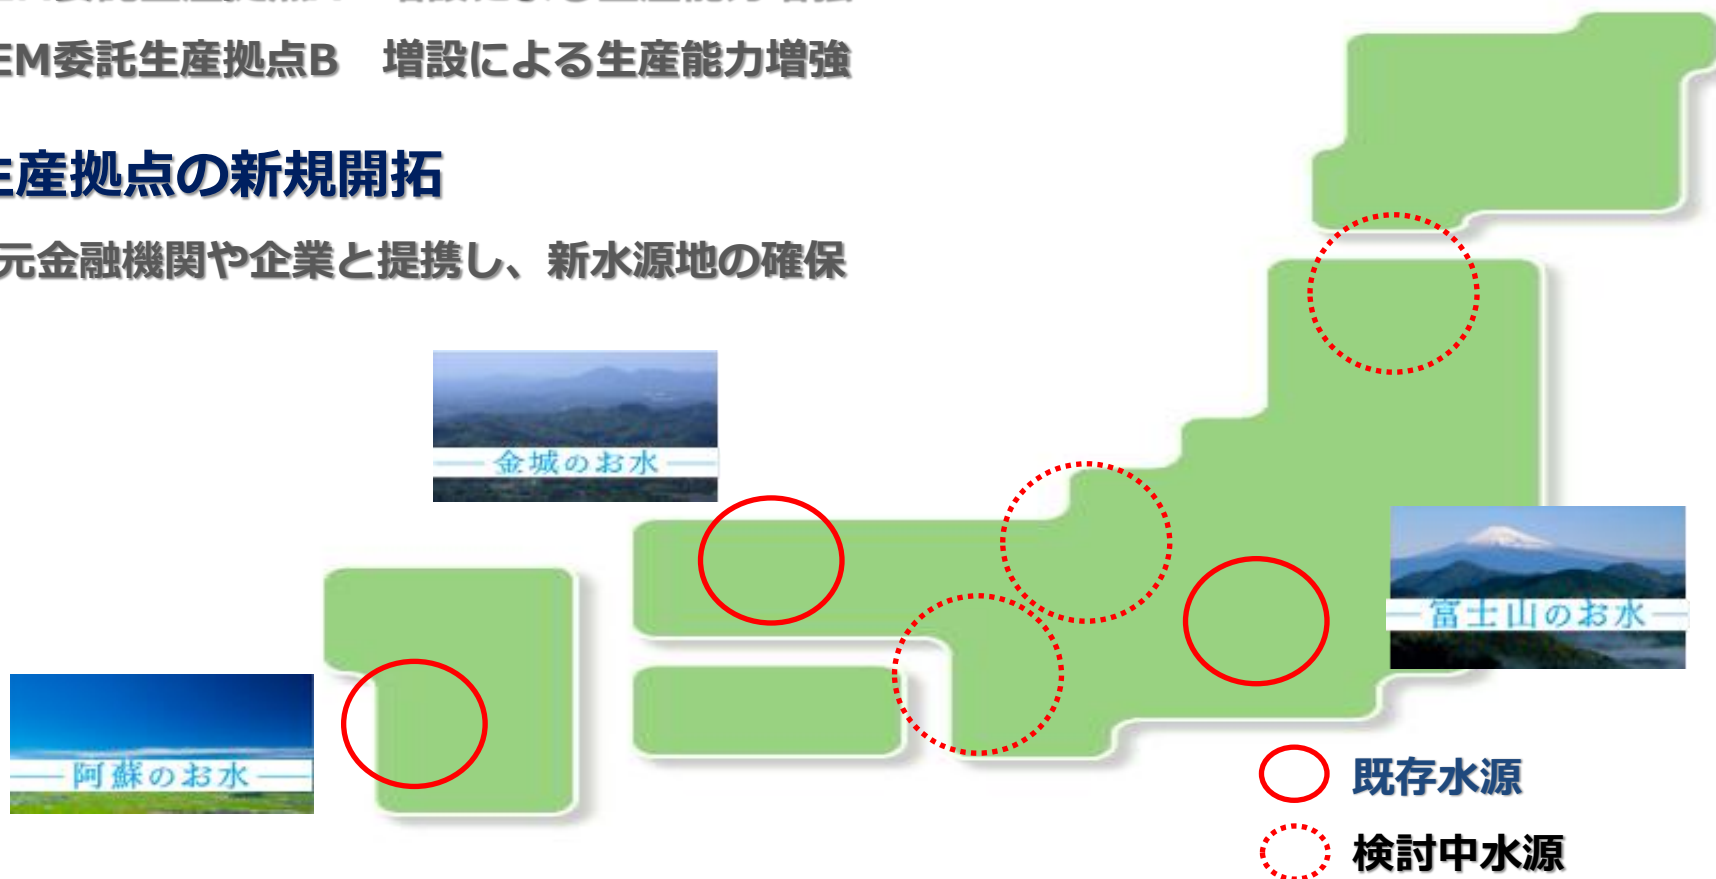 EM委託生産拠点B　増設による生産能力増強
生産拠点の新規開拓
元金融機関や企業と提携し、新水源地の確保
金城のお水
富士山のお水
阿蘇のお水
既存水源
検討中水源